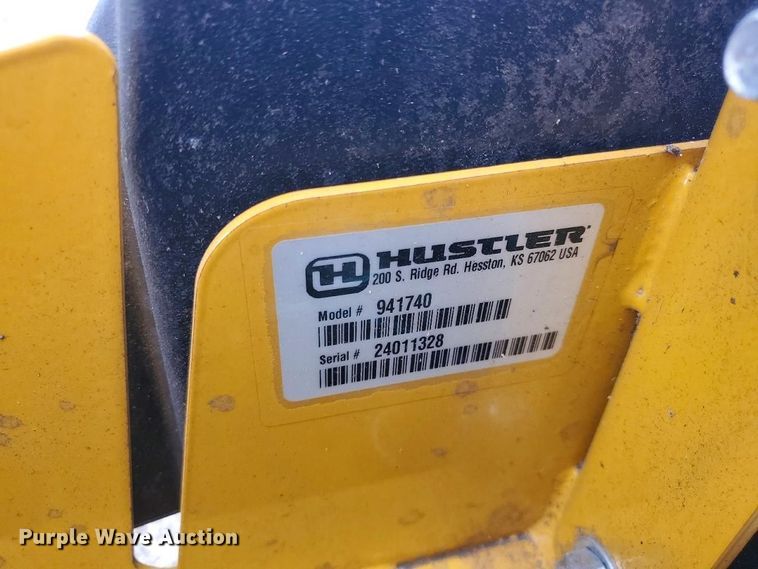 HUSTLER
200 S. Ridge Rd. Hesston, KS 67062 USA
Model # 941740
Serial # 24011328
Purple Wave Auction